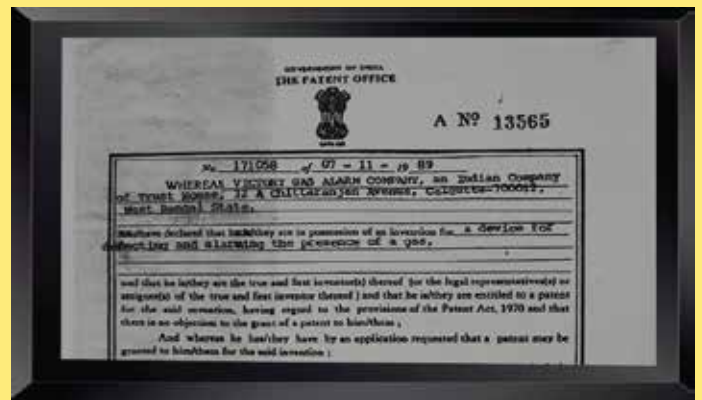 GOVERNMENT OF INDIA
THE PATENT OFFICE
A Nº 13565
No. 171058 of 07 - 11 - 19 89
WHEREAS VICTORY GAS ALARM COMPANY, an Indian Company
of Trust House, 32 A Chittaranjan Avenue, Calcutta-700012,
West Bengal State.
has/have declared that he/they are in possession of an invention for a device for
detecting and alarming the presence of a gas.
and that he is/they are the true and first inventor(s) thereof (or the legal representatives(s) or
assignee(s) of the true and first inventor thereof) and that he is/they are entitled to a patent
for the said invention, having regard to the provisions of the Patent Act, 1970 and that
there is no objection to the grant of a patent to him/them ;
And whereas he has/they have by an application requested that a patent may be
granted to him/them for the said invention ;